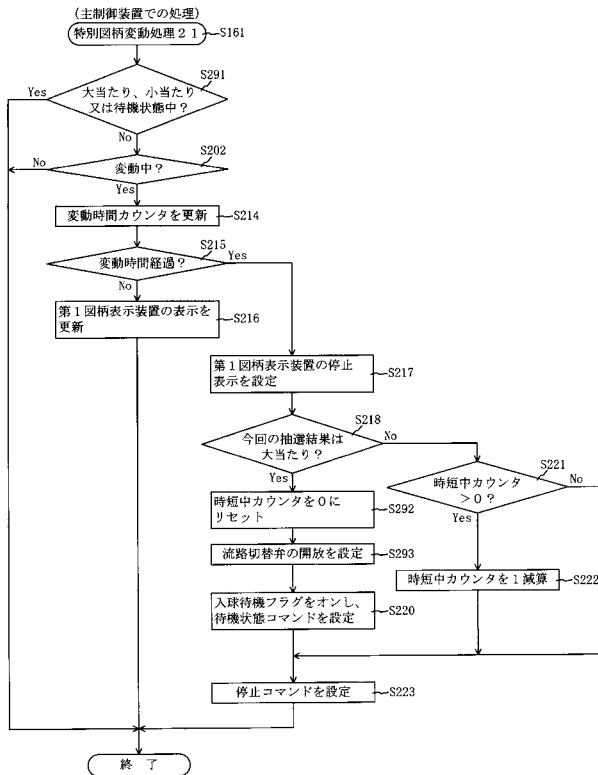 (主制御装置での処理)
特別図柄変動処理21
S161
S291
大当たり、小当たり
又は待機状態中？
Yes
No
S202
変動中？
No
Yes
変動時間カウンタを更新
S214
S215
変動時間経過？
Yes
No
第1図柄表示装置の表示を
更新
S216
第1図柄表示装置の停止
表示を設定
S217
S218
今回の抽選結果は
大当たり？
No
Yes
S221
時短中カウンタ
＞0？
No
Yes
時短中カウンタを0に
リセット
S292
流路切替弁の開放を設定
S293
時短中カウンタを1減算
S222
入球待機フラグをオンし、
待機状態コマンドを設定
S220
停止コマンドを設定
S223
終 了